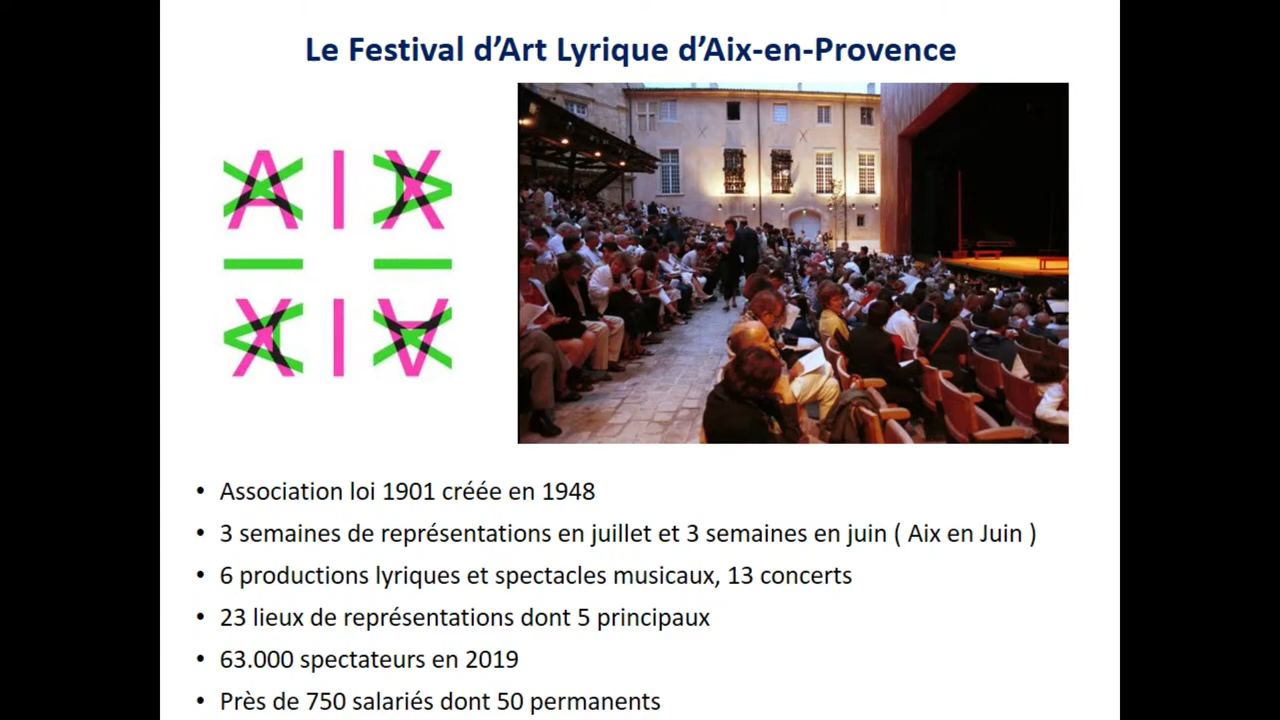 Le Festival d'Art Lyrique d'Aix-en-Provence
AIX
AIX
• Association loi 1901 créée en 1948
• 3 semaines de représentations en juillet et 3 semaines en juin ( Aix en Juin )
• 6 productions lyriques et spectacles musicaux, 13 concerts
• 23 lieux de représentations dont 5 principaux
• 63.000 spectateurs en 2019
• Près de 750 salariés dont 50 permanents